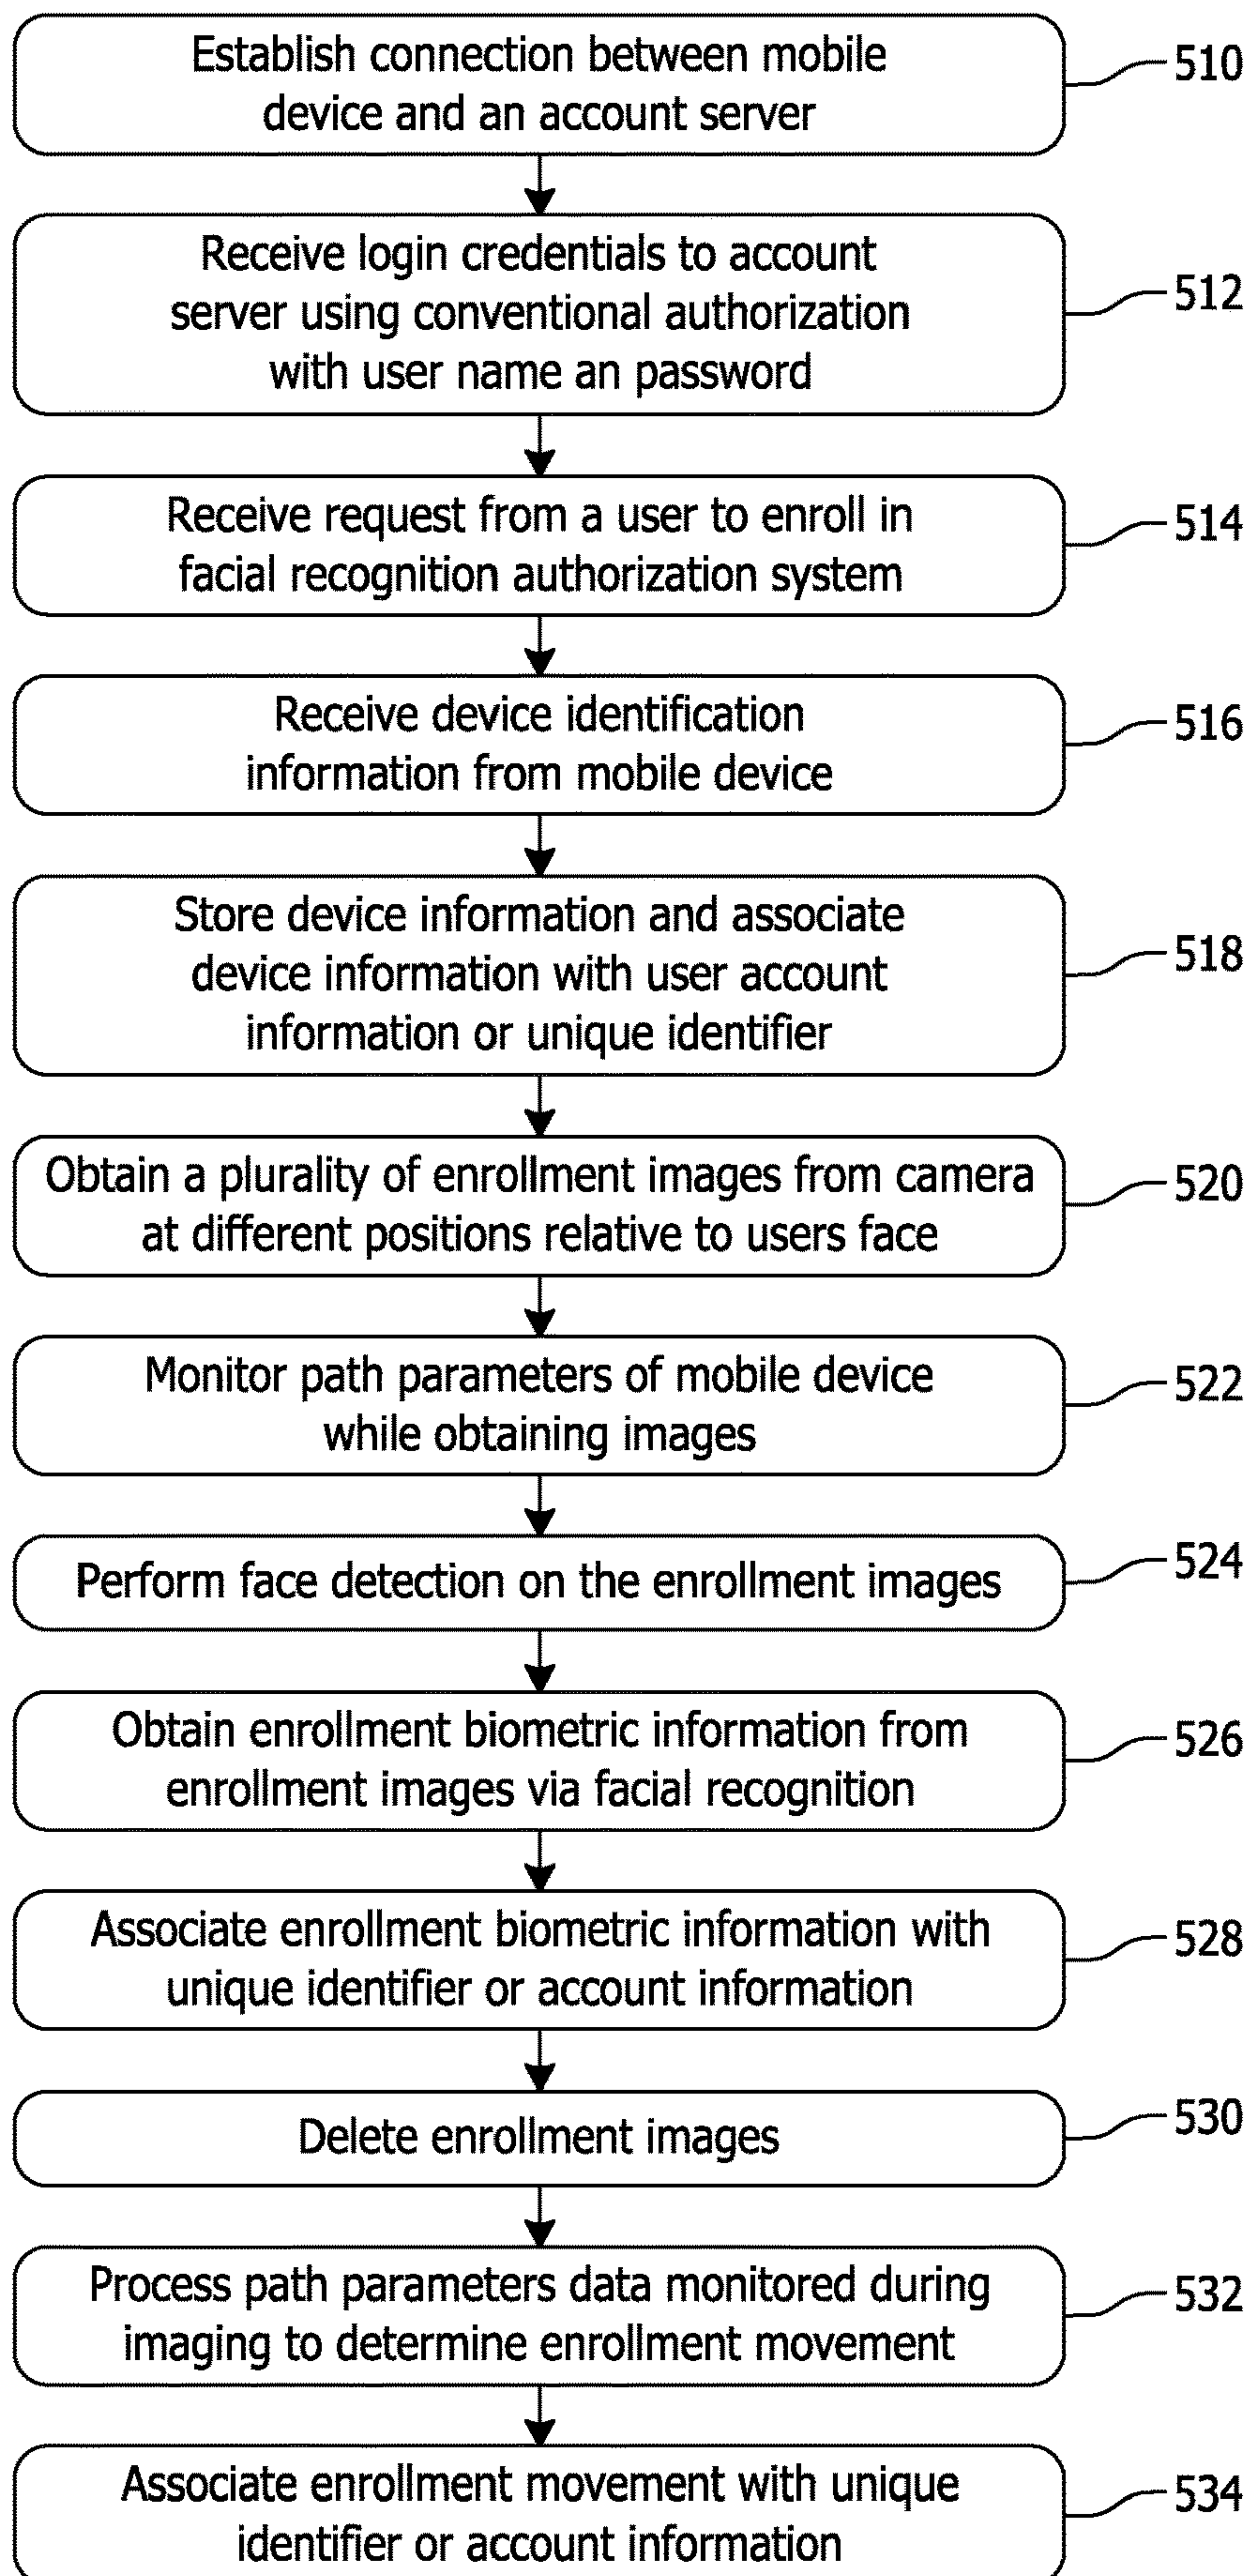 Establish connection between mobile
device and an account server
510
Receive login credentials to account
server using conventional authorization
with user name an password
512
Receive request from a user to enroll in
facial recognition authorization system
514
Receive device identification
information from mobile device
516
Store device information and associate
device information with user account
information or unique identifier
518
Obtain a plurality of enrollment images from camera
at different positions relative to users face
520
Monitor path parameters of mobile device
while obtaining images
522
Perform face detection on the enrollment images
524
Obtain enrollment biometric information from
enrollment images via facial recognition
526
Associate enrollment biometric information with
unique identifier or account information
528
Delete enrollment images
530
Process path parameters data monitored during
imaging to determine enrollment movement
532
Associate enrollment movement with unique
identifier or account information
534